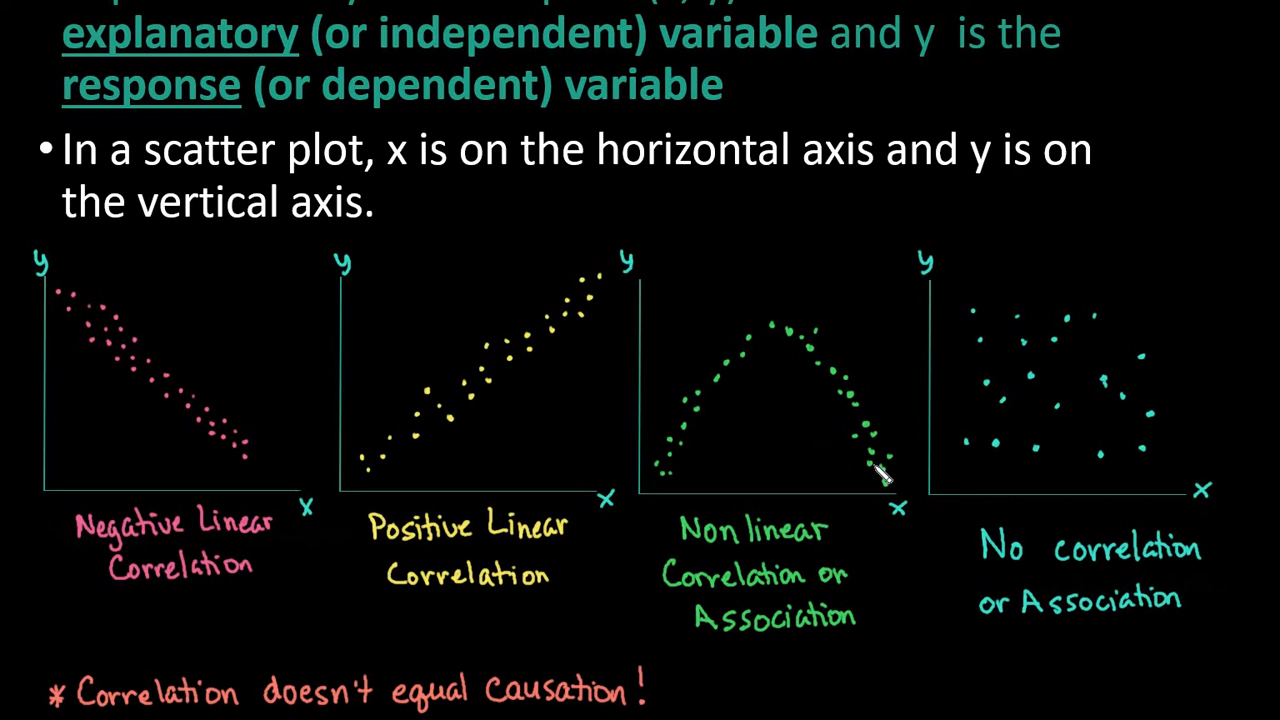 explanatory (or independent) variable and y is the
response (or dependent) variable
• In a scatter plot, x is on the horizontal axis and y is on
the vertical axis.
y
x
Negative Linear
Correlation
y
x
Positive Linear
Correlation
y
x
Nonlinear
Correlation or
Association
y
x
No correlation
or Association
* Correlation doesn't equal causation!